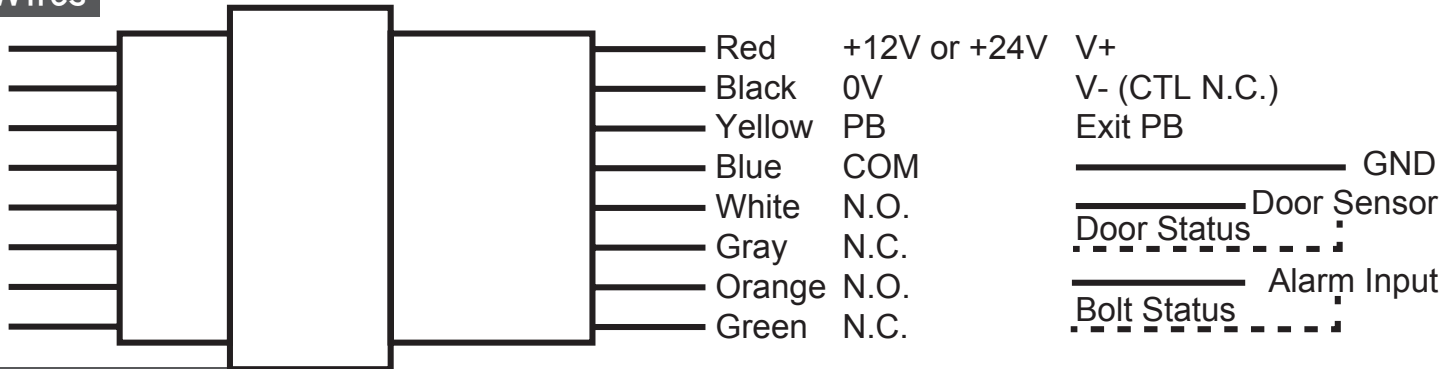 Wires
Red +12V or +24V V+
Black 0V V- (CTL N.C.)
Yellow PB Exit PB
Blue COM GND
White N.O. Door Sensor
Door Status
Gray N.C.
Orange N.O. Alarm Input
Bolt Status
Green N.C.